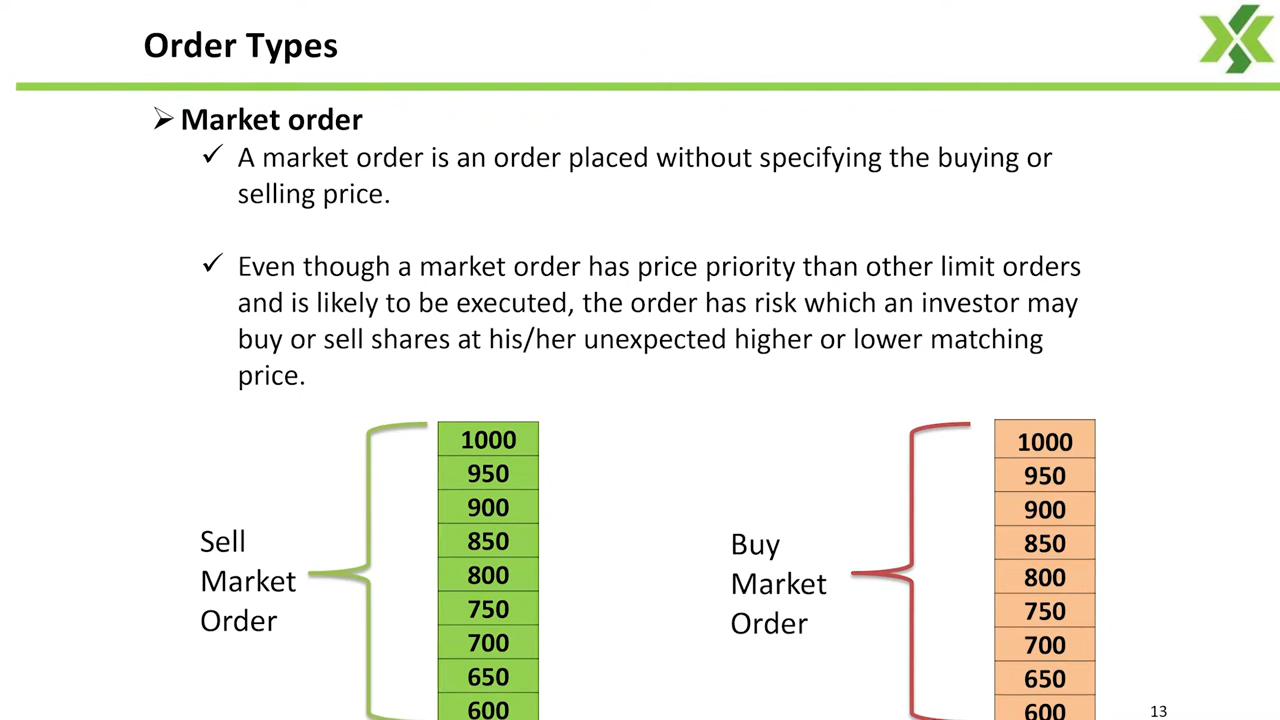 Order Types
Market order
A market order is an order placed without specifying the buying or
selling price.
Even though a market order has price priority than other limit orders
and is likely to be executed, the order has risk which an investor may
buy or sell shares at his/her unexpected higher or lower matching
price.
Sell
Market
Order
1000
950
900
850
800
750
700
650
600
Buy
Market
Order
1000
950
900
850
800
750
700
650
600
13